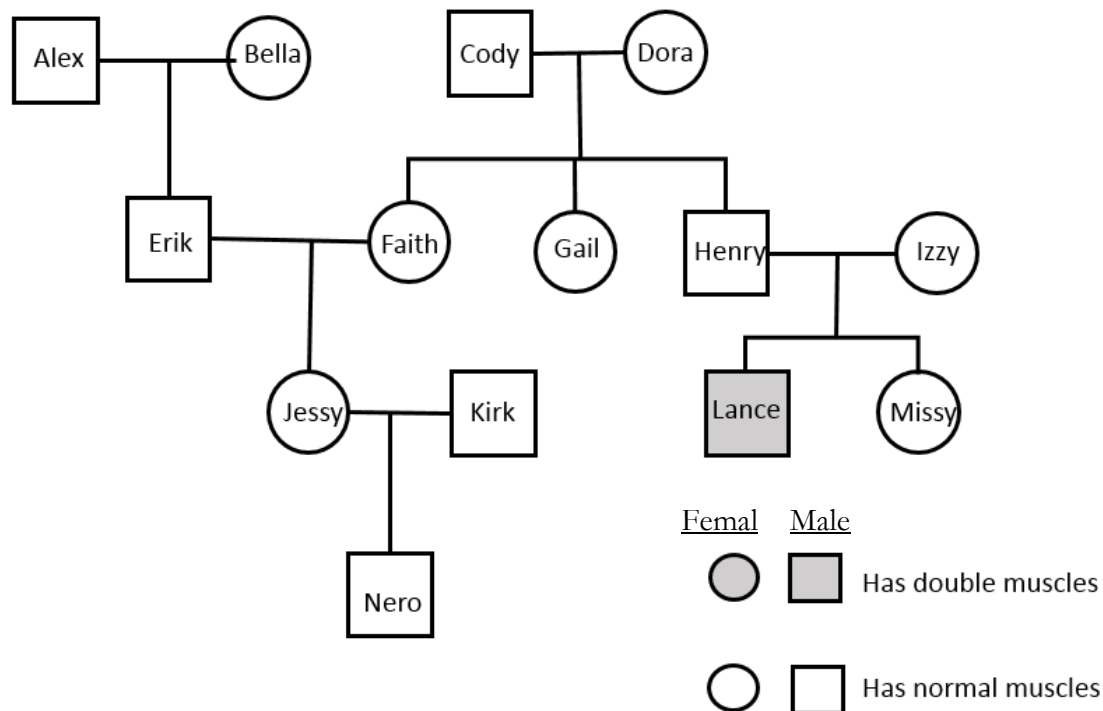 Alex
Bella
Cody
Dora
Erik
Faith
Gail
Henry
Izzy
Jessy
Kirk
Lance
Missy
Nero
Femal Male
Has double muscles
Has normal muscles